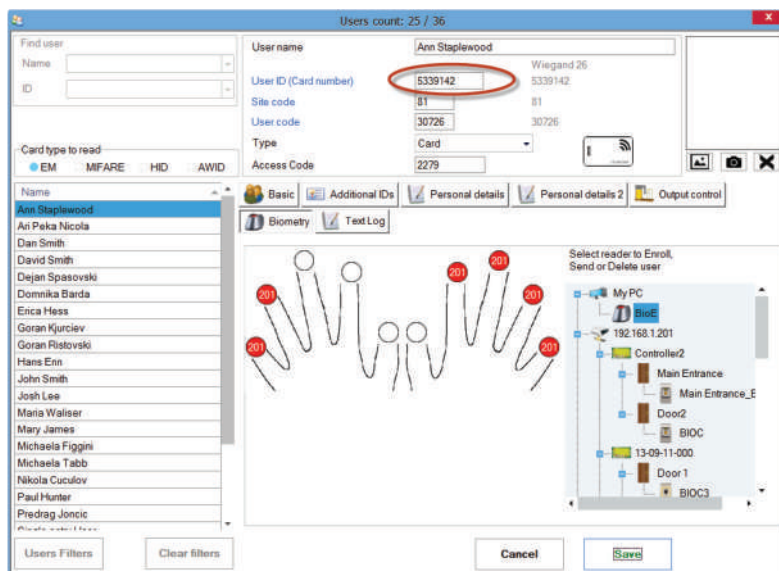 Users count: 25 / 36
x
Find user
Name
ID
User name
Ann Staplewood
Wiegand 26
User ID (Card number)
5339142
5339142
Site code
81
81
User code
30726
30726
Type
Card
Access Code
2279
Card type to read
EM MIFARE HID AWID
Basic Additional IDs Personal details Personal details 2 Output control
Biometry Text Log
Name
Ann Staplewood
Ari Peka Nicola
Dan Smith
David Smith
Dejan Spasovski
Domnika Barda
Erica Hess
Goran Kjurciev
Goran Ristovski
Hans Enn
John Smith
Josh Lee
Maria Waliser
Mary James
Michaela Figgini
Michaela Tabb
Nikola Cuculov
Paul Hunter
Predrag Joncic
201
201
201
201
201
201
Select reader to Enroll,
Send or Delete user
My PC
BioE
192.168.1.201
Controller2
Main Entrance
Main Entrance_E
Door2
BIOC
13-09-11-000
Door 1
BIOC3
Users Filters
Clear filters
Cancel
Save